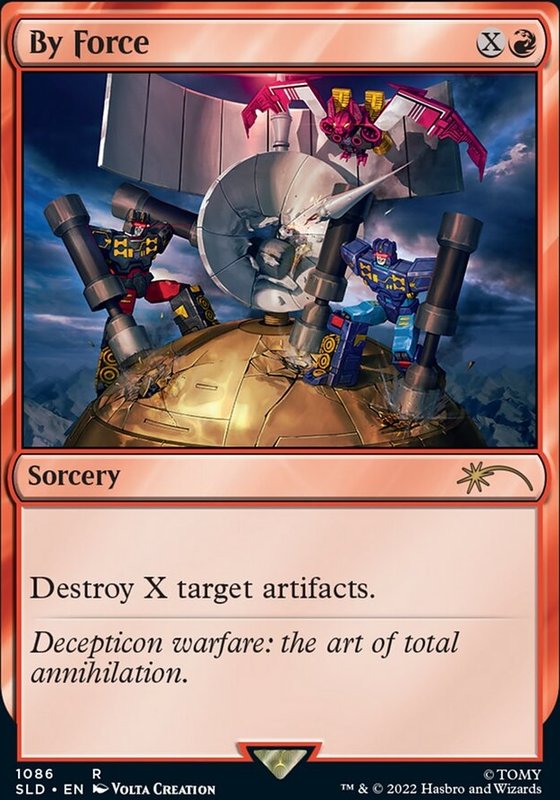 By Force X
Sorcery
Destroy X target artifacts.
Decepticon warfare: the art of total
annihilation.
1086 R
SLD • EN Volta Creation
© TOMY
™ & © 2022 Hasbro and Wizards